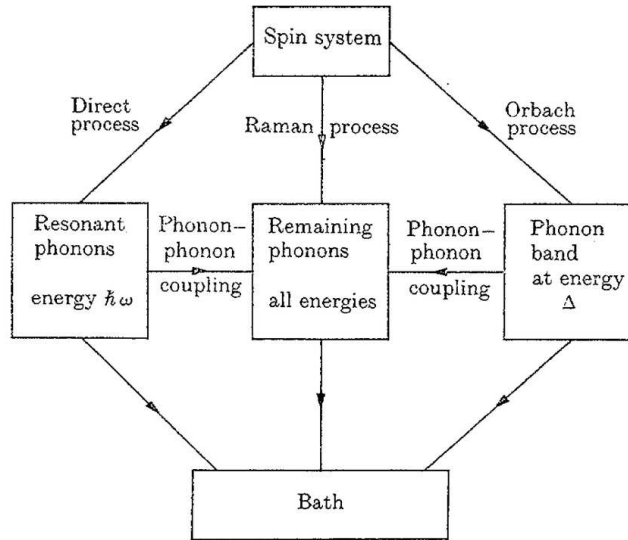 Spin system
Direct
process
Raman process
Orbach
process
Resonant
phonons
energy ħω
Phonon–
phonon
coupling
Remaining
phonons
all energies
Phonon–
phonon
coupling
Phonon
band
at energy
Δ
Bath